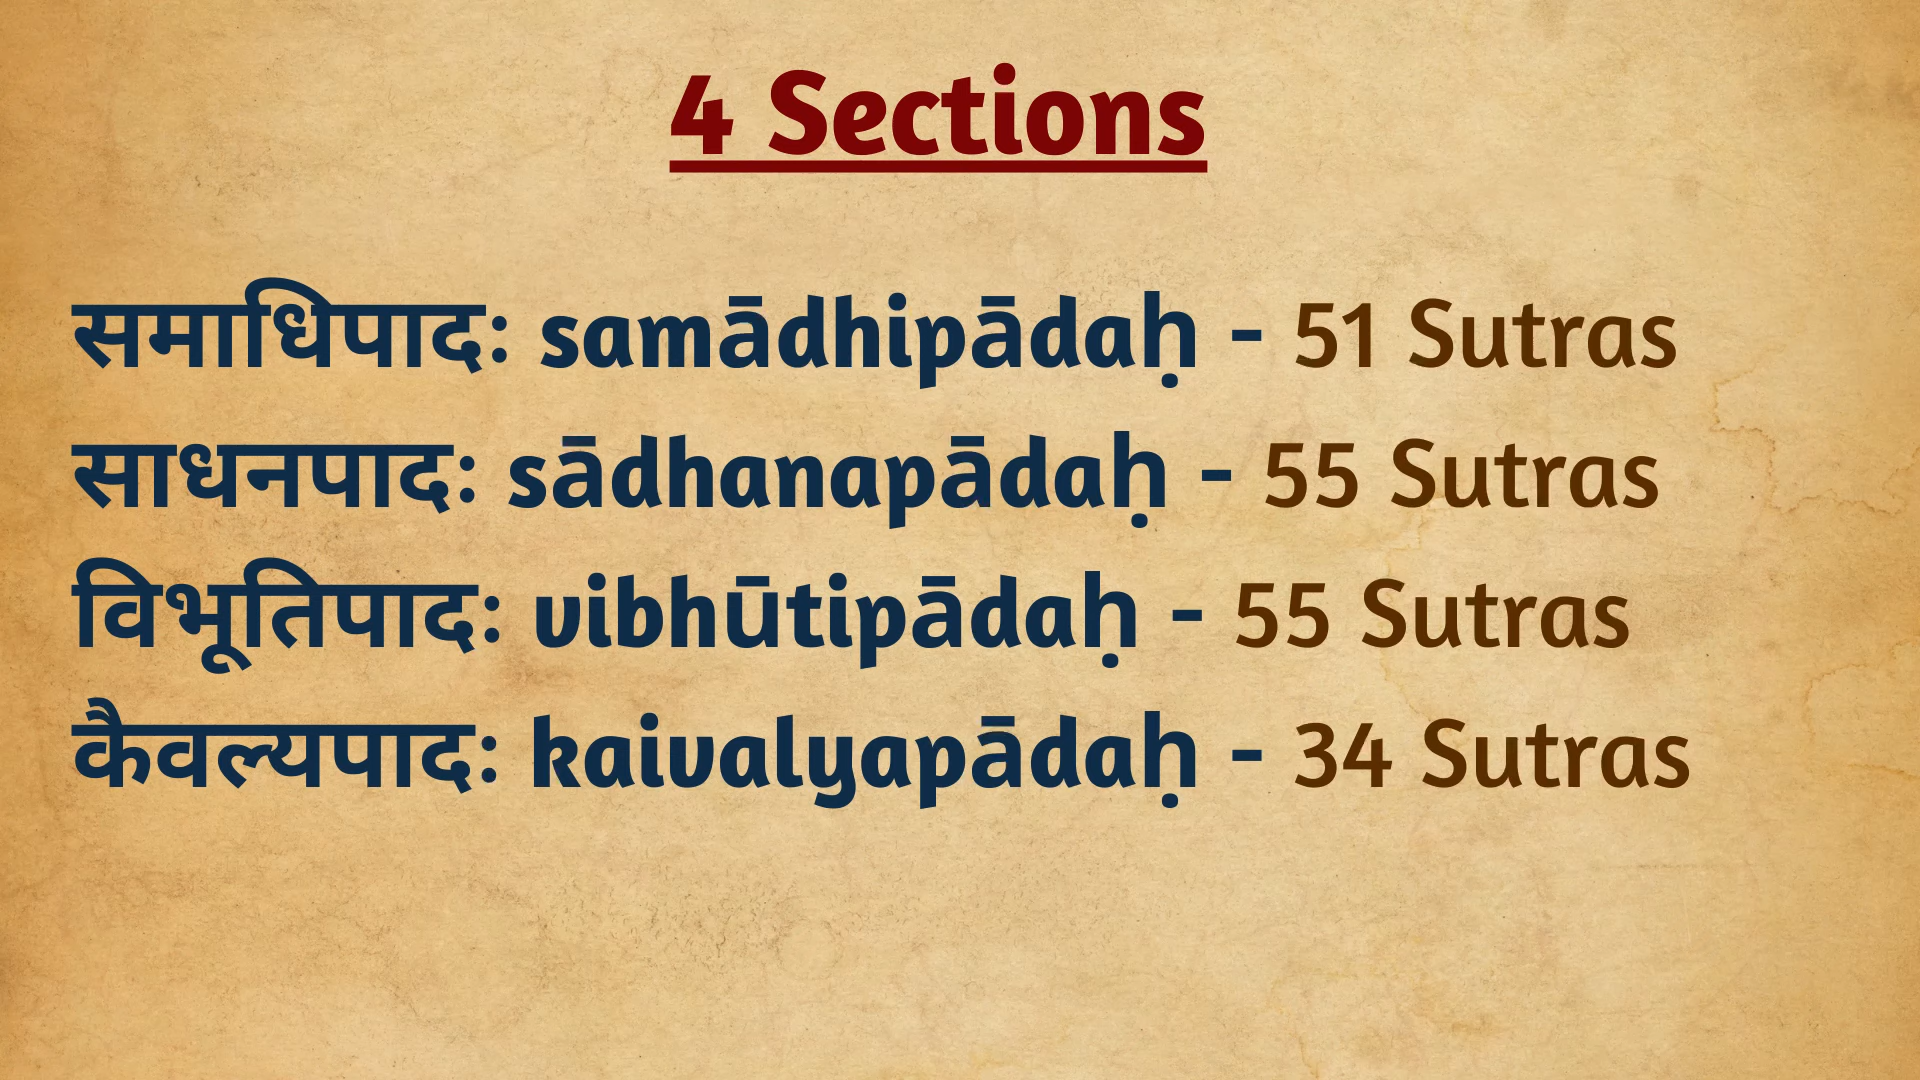 4 Sections
समाधिपादः samādhipādaḥ - 51 Sutras
साधनपादः sādhanapādaḥ - 55 Sutras
विभूतिपादः vibhūtipādaḥ - 55 Sutras
कैवल्यपादः kaivalyapādaḥ - 34 Sutras